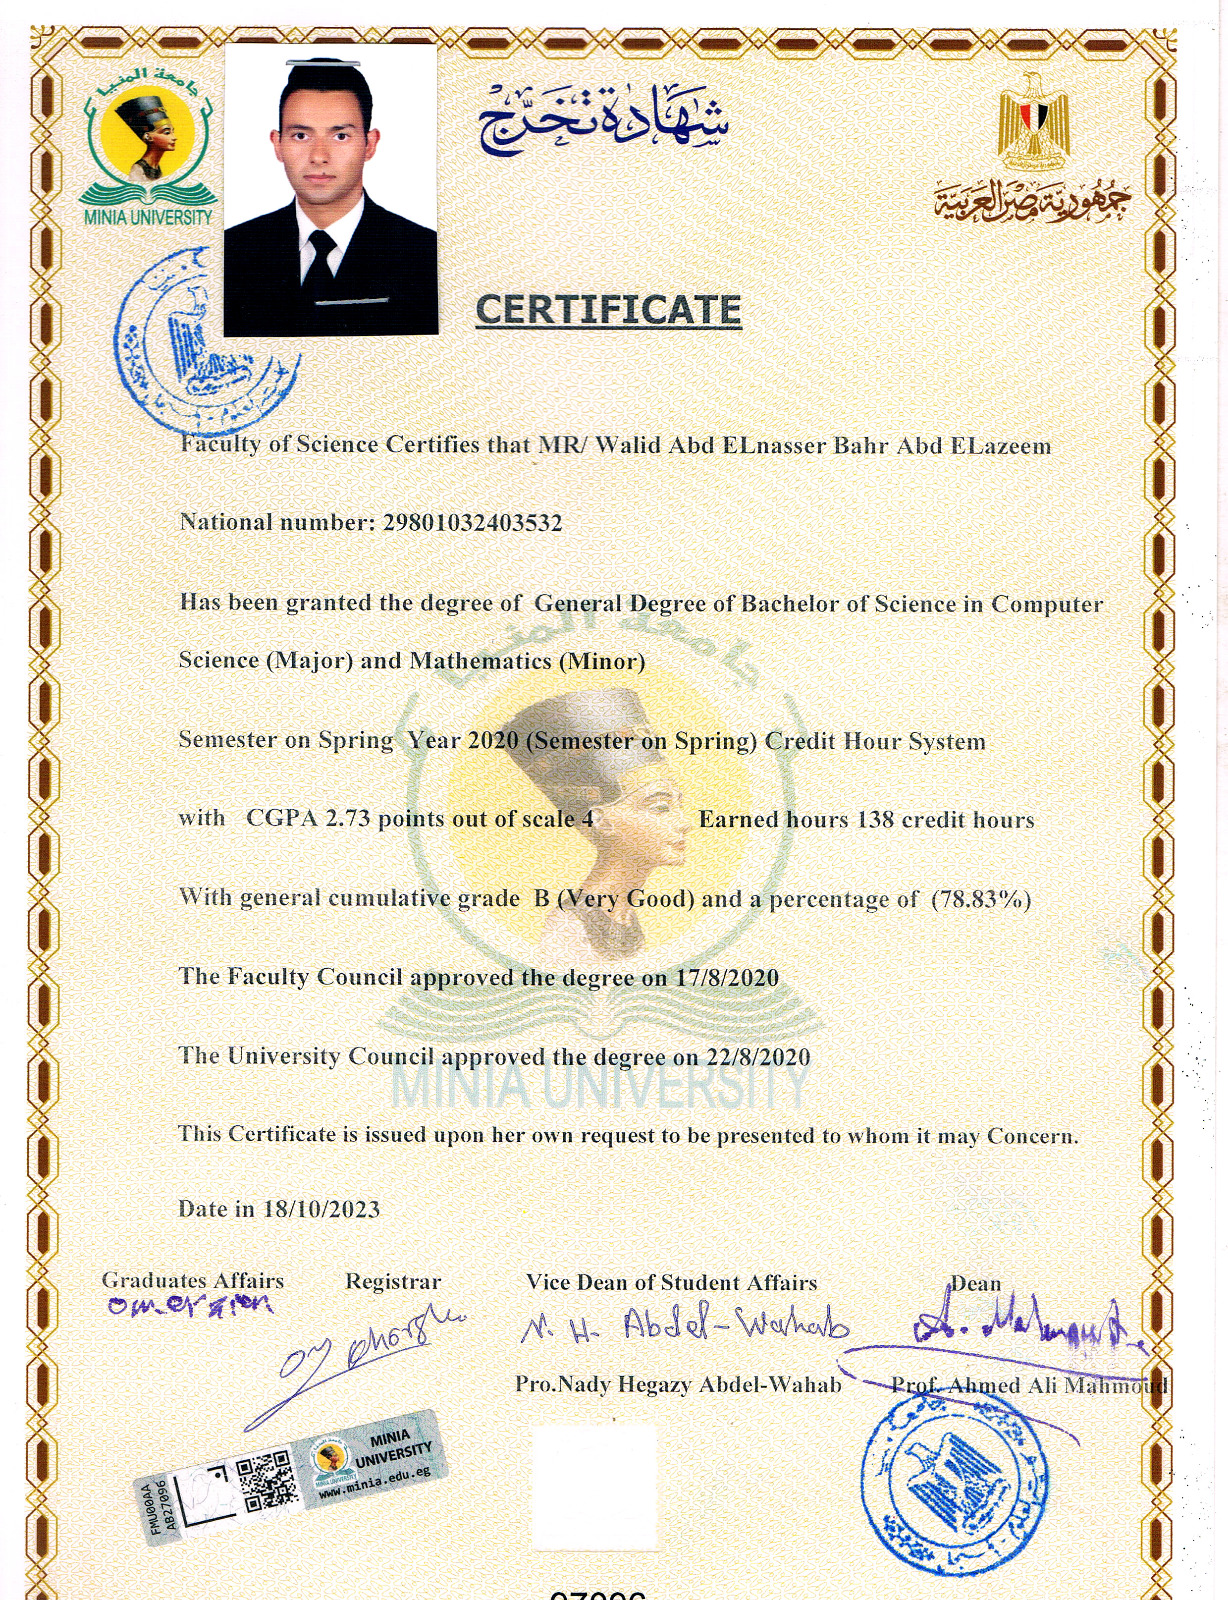 جامعة المنيا
MINIA UNIVERSITY
شهادة تخرج
جمهورية مصر العربية
CERTIFICATE
Faculty of Science Certifies that MR/ Walid Abd ELnasser Bahr Abd ELazeem
National number: 29801032403532
Has been granted the degree of General Degree of Bachelor of Science in Computer
Science (Major) and Mathematics (Minor)
Semester on Spring Year 2020 (Semester on Spring) Credit Hour System
with CGPA 2.73 points out of scale 4 Earned hours 138 credit hours
With general cumulative grade B (Very Good) and a percentage of (78.83%)
The Faculty Council approved the degree on 17/8/2020
The University Council approved the degree on 22/8/2020
جامعة المنيا
MINIA UNIVERSITY
This Certificate is issued upon her own request to be presented to whom it may Concern.
Date in 18/10/2023
Graduates Affairs Registrar Vice Dean of Student Affairs Dean
N. H. Abdel-Wahab A. Mahmoud
Pro.Nady Hegazy Abdel-Wahab Prof. Ahmed Ali Mahmoud
FMU00AA
AB27096
MINIA
UNIVERSITY
www.minia.edu.eg